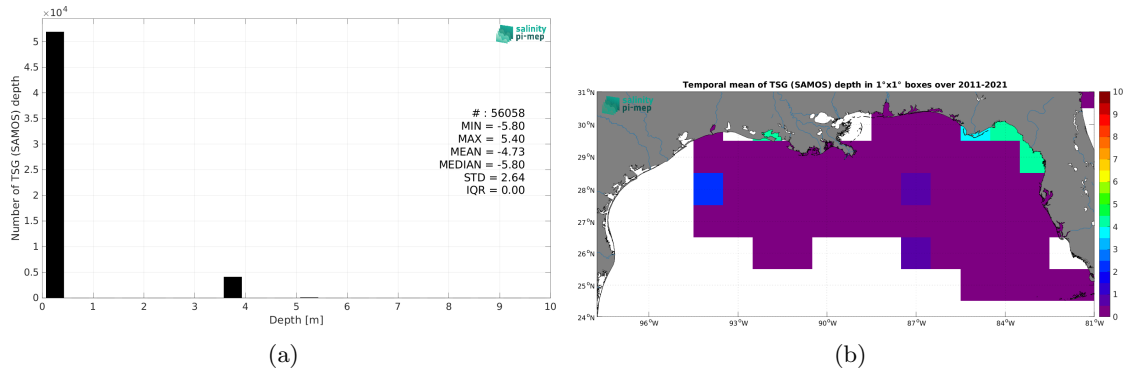 ×10⁴
5
4.5
4
3.5
3
2.5
2
1.5
1
0.5
0
Number of TSG (SAMOS) depth
salinity
pi-mep
# : 56058
MIN = -5.80
MAX = 5.40
MEAN = -4.73
MEDIAN = -5.80
STD = 2.64
IQR = 0.00
0 1 2 3 4 5 6 7 8 9 10
Depth [m]
(a)
Temporal mean of TSG (SAMOS) depth in 1°x1° boxes over 2011-2021
salinity
pi-mep
31°N
30°N
29°N
28°N
27°N
26°N
25°N
24°N
96°W 93°W 90°W 87°W 84°W 81°W
10
9
8
7
6
5
4
3
2
1
0
(b)